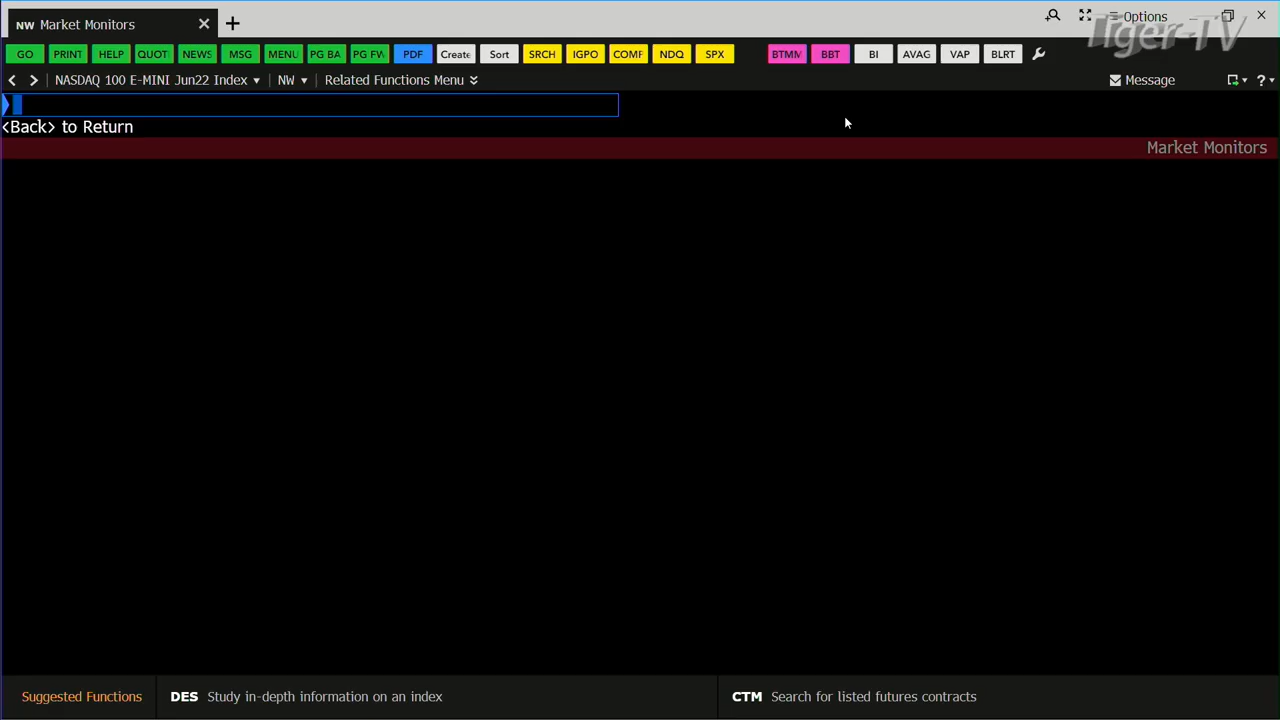 NW Market Monitors
Options
Tiger-TV
GO PRINT HELP QUOT NEWS MSG MENU PG BA PG FW PDF Create Sort SRCH IGPO COMF NDQ SPX BTMM BBT BI AVAG VAP BLRT
NASDAQ 100 E-MINI Jun22 Index NW Related Functions Menu Message ?
<Back> to Return
Market Monitors
Suggested Functions DES Study in-depth information on an index CTM Search for listed futures contracts